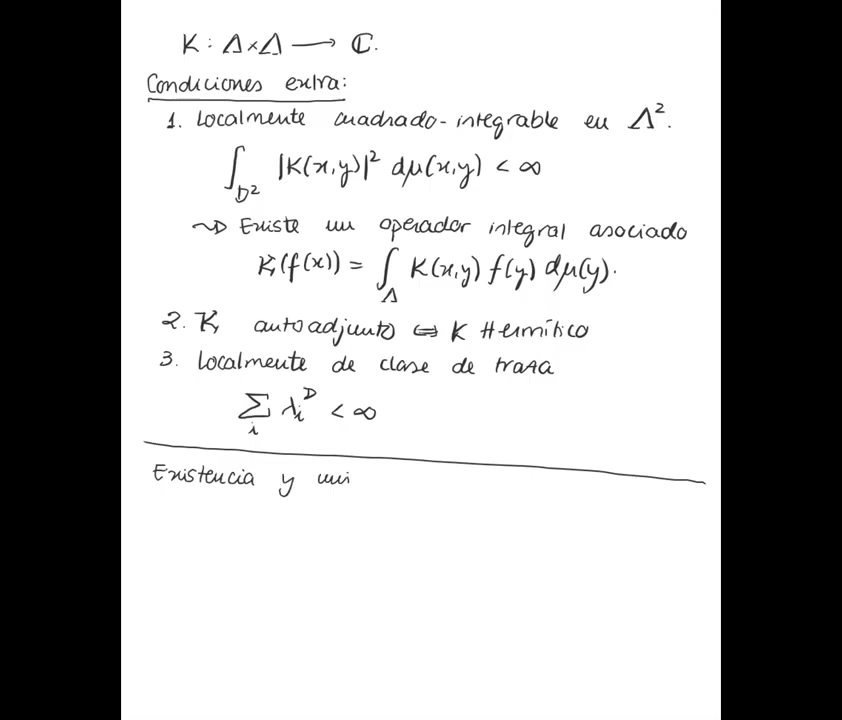 K : Λ×Λ ⟶ ℂ.
Condiciones extra:
1. Localmente cuadrado-integrable en Λ².
∫_{D²} |K(x,y)|² dμ(x,y) < ∞
⇝ Existe un operador integral asociado
𝒦(f(x)) = ∫_Λ K(x,y) f(y) dμ(y).
2. 𝒦 autoadjunto ⇔ K Hermítico
3. Localmente de clase de traza
∑_i λ_i^D < ∞
Existencia y uni